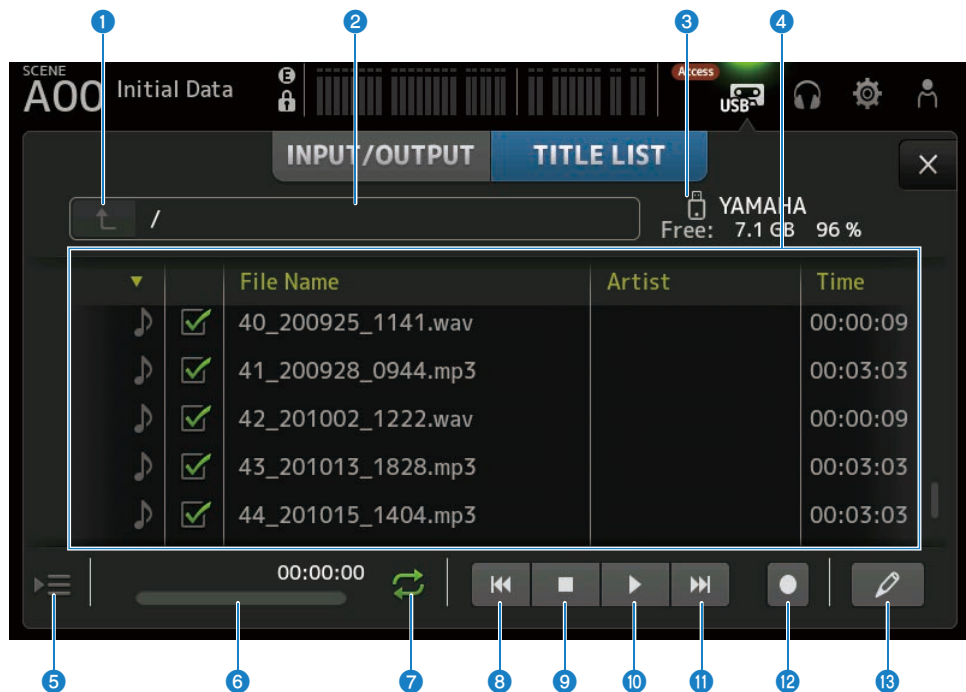 1 2 3 4
SCENE
A00 Initial Data E Access USB
INPUT/OUTPUT TITLE LIST
/ YAMAHA
Free: 7.1 GB 96 %
File Name Artist Time
40_200925_1141.wav 00:00:09
41_200928_0944.mp3 00:03:03
42_201002_1222.wav 00:00:09
43_201013_1828.mp3 00:03:03
44_201015_1404.mp3 00:03:03
00:00:00
5 6 7 8 9 10 11 12 13